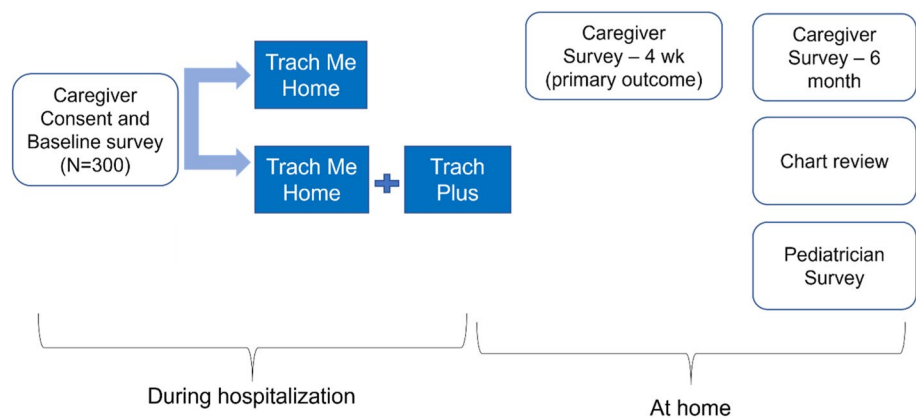 Caregiver
Consent and
Baseline survey
(N=300)
Trach Me
Home
Trach Me
Home
Trach
Plus
Caregiver
Survey – 4 wk
(primary outcome)
Caregiver
Survey – 6
month
Chart review
Pediatrician
Survey
During hospitalization
At home